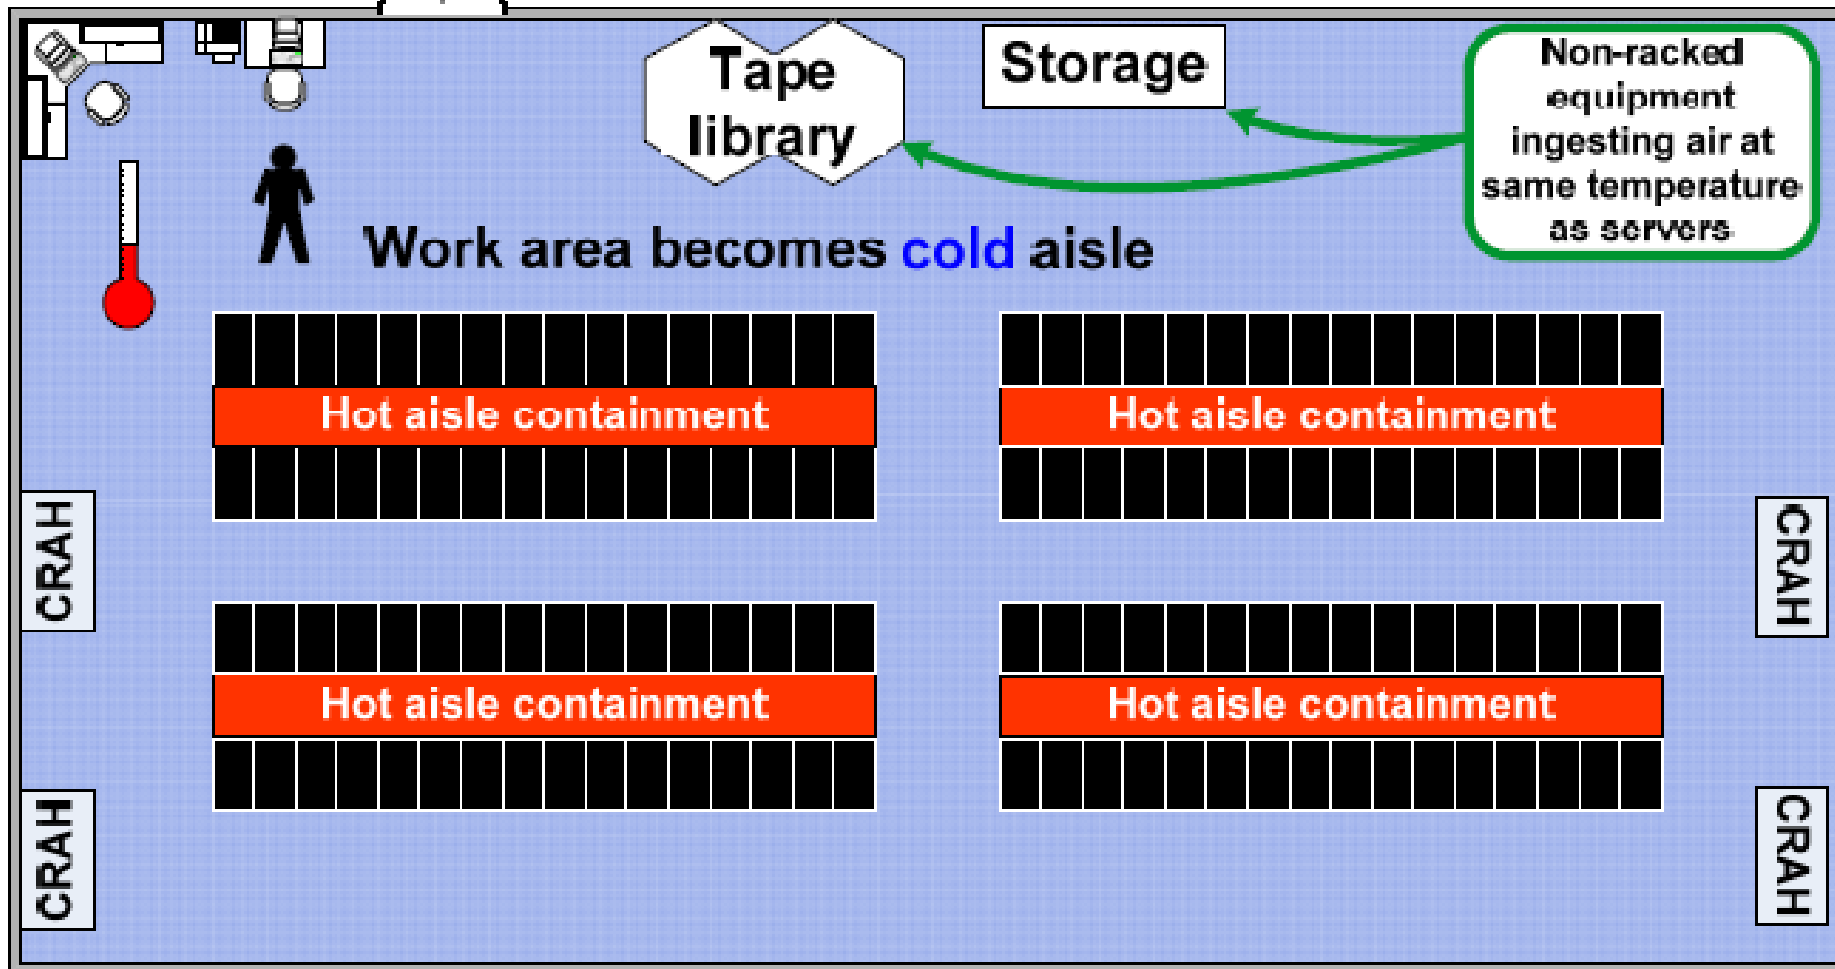 Tape
library
Storage
Non-racked
equipment
ingesting air at
same temperature
as servers
Work area becomes cold aisle
Hot aisle containment
Hot aisle containment
CRAH
CRAH
Hot aisle containment
Hot aisle containment
CRAH
CRAH